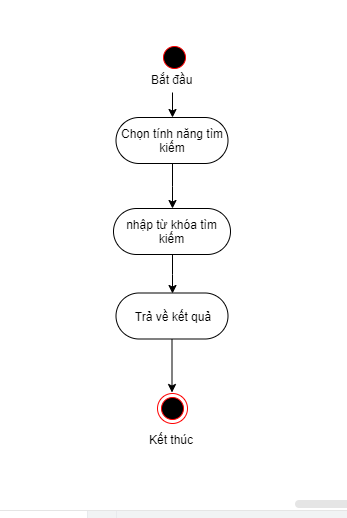 Bắt đầu
Chọn tính năng tìm
kiếm
nhập từ khóa tìm
kiếm
Trả về kết quả
Kết thúc